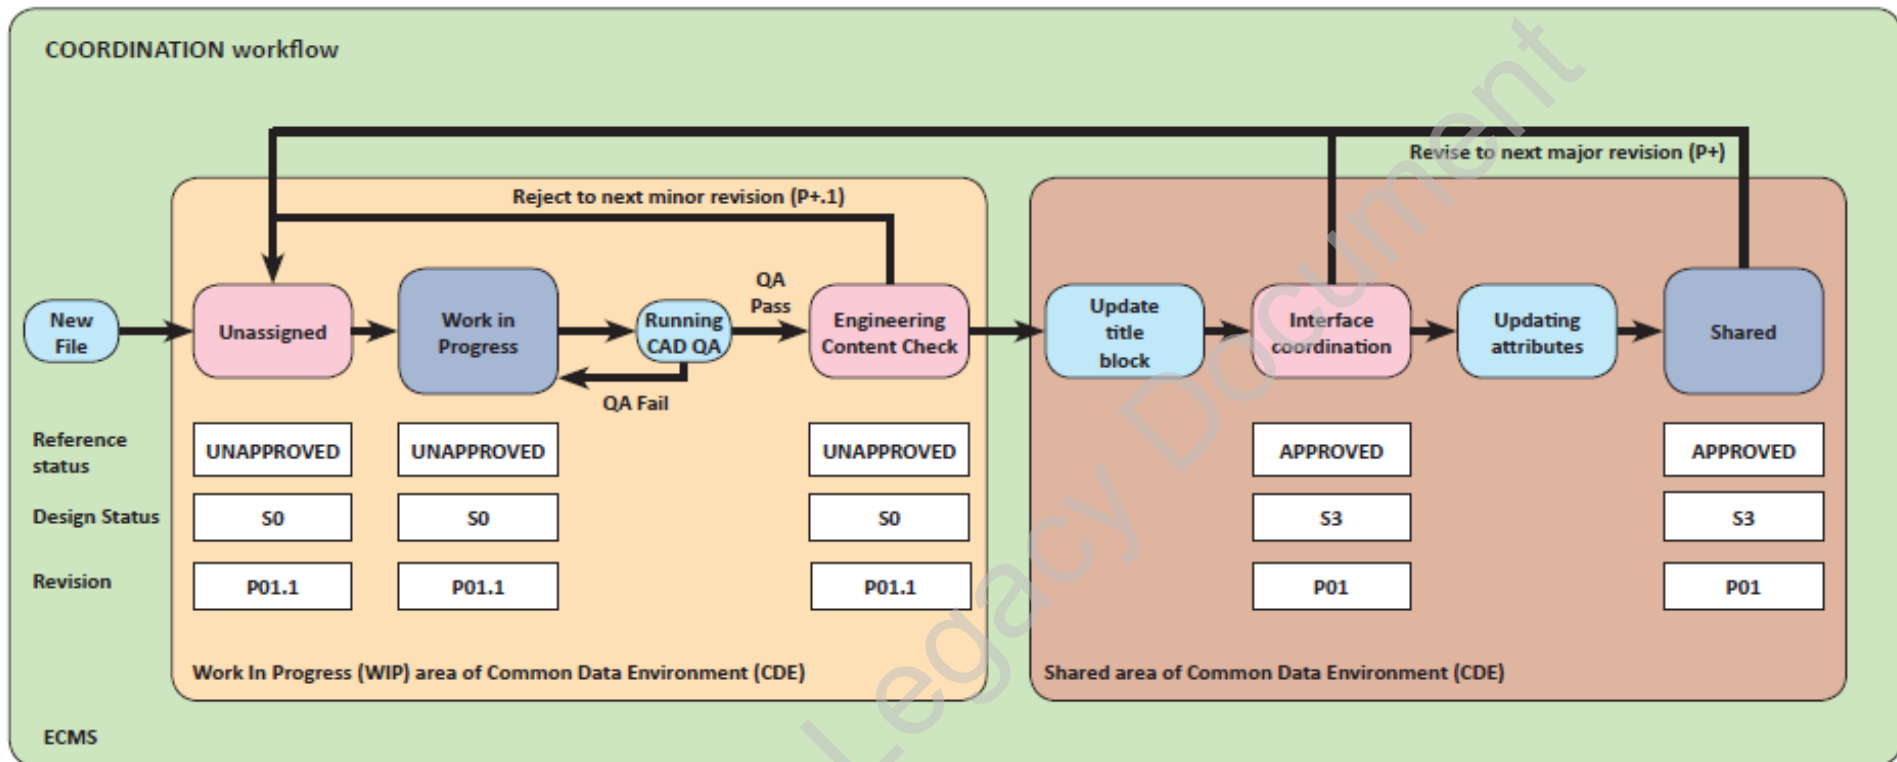 COORDINATION workflow
Revise to next major revision (P+)
Reject to next minor revision (P+.1)
New
File
Unassigned
Work in
Progress
Running
CAD QA
QA
Pass
QA Fail
Engineering
Content Check
Update
title
block
Interface
coordination
Updating
attributes
Shared
Reference
status
UNAPPROVED
UNAPPROVED
UNAPPROVED
APPROVED
APPROVED
Design Status
S0
S0
S0
S3
S3
Revision
P01.1
P01.1
P01.1
P01
P01
Work In Progress (WIP) area of Common Data Environment (CDE)
Shared area of Common Data Environment (CDE)
ECMS
Legacy Document